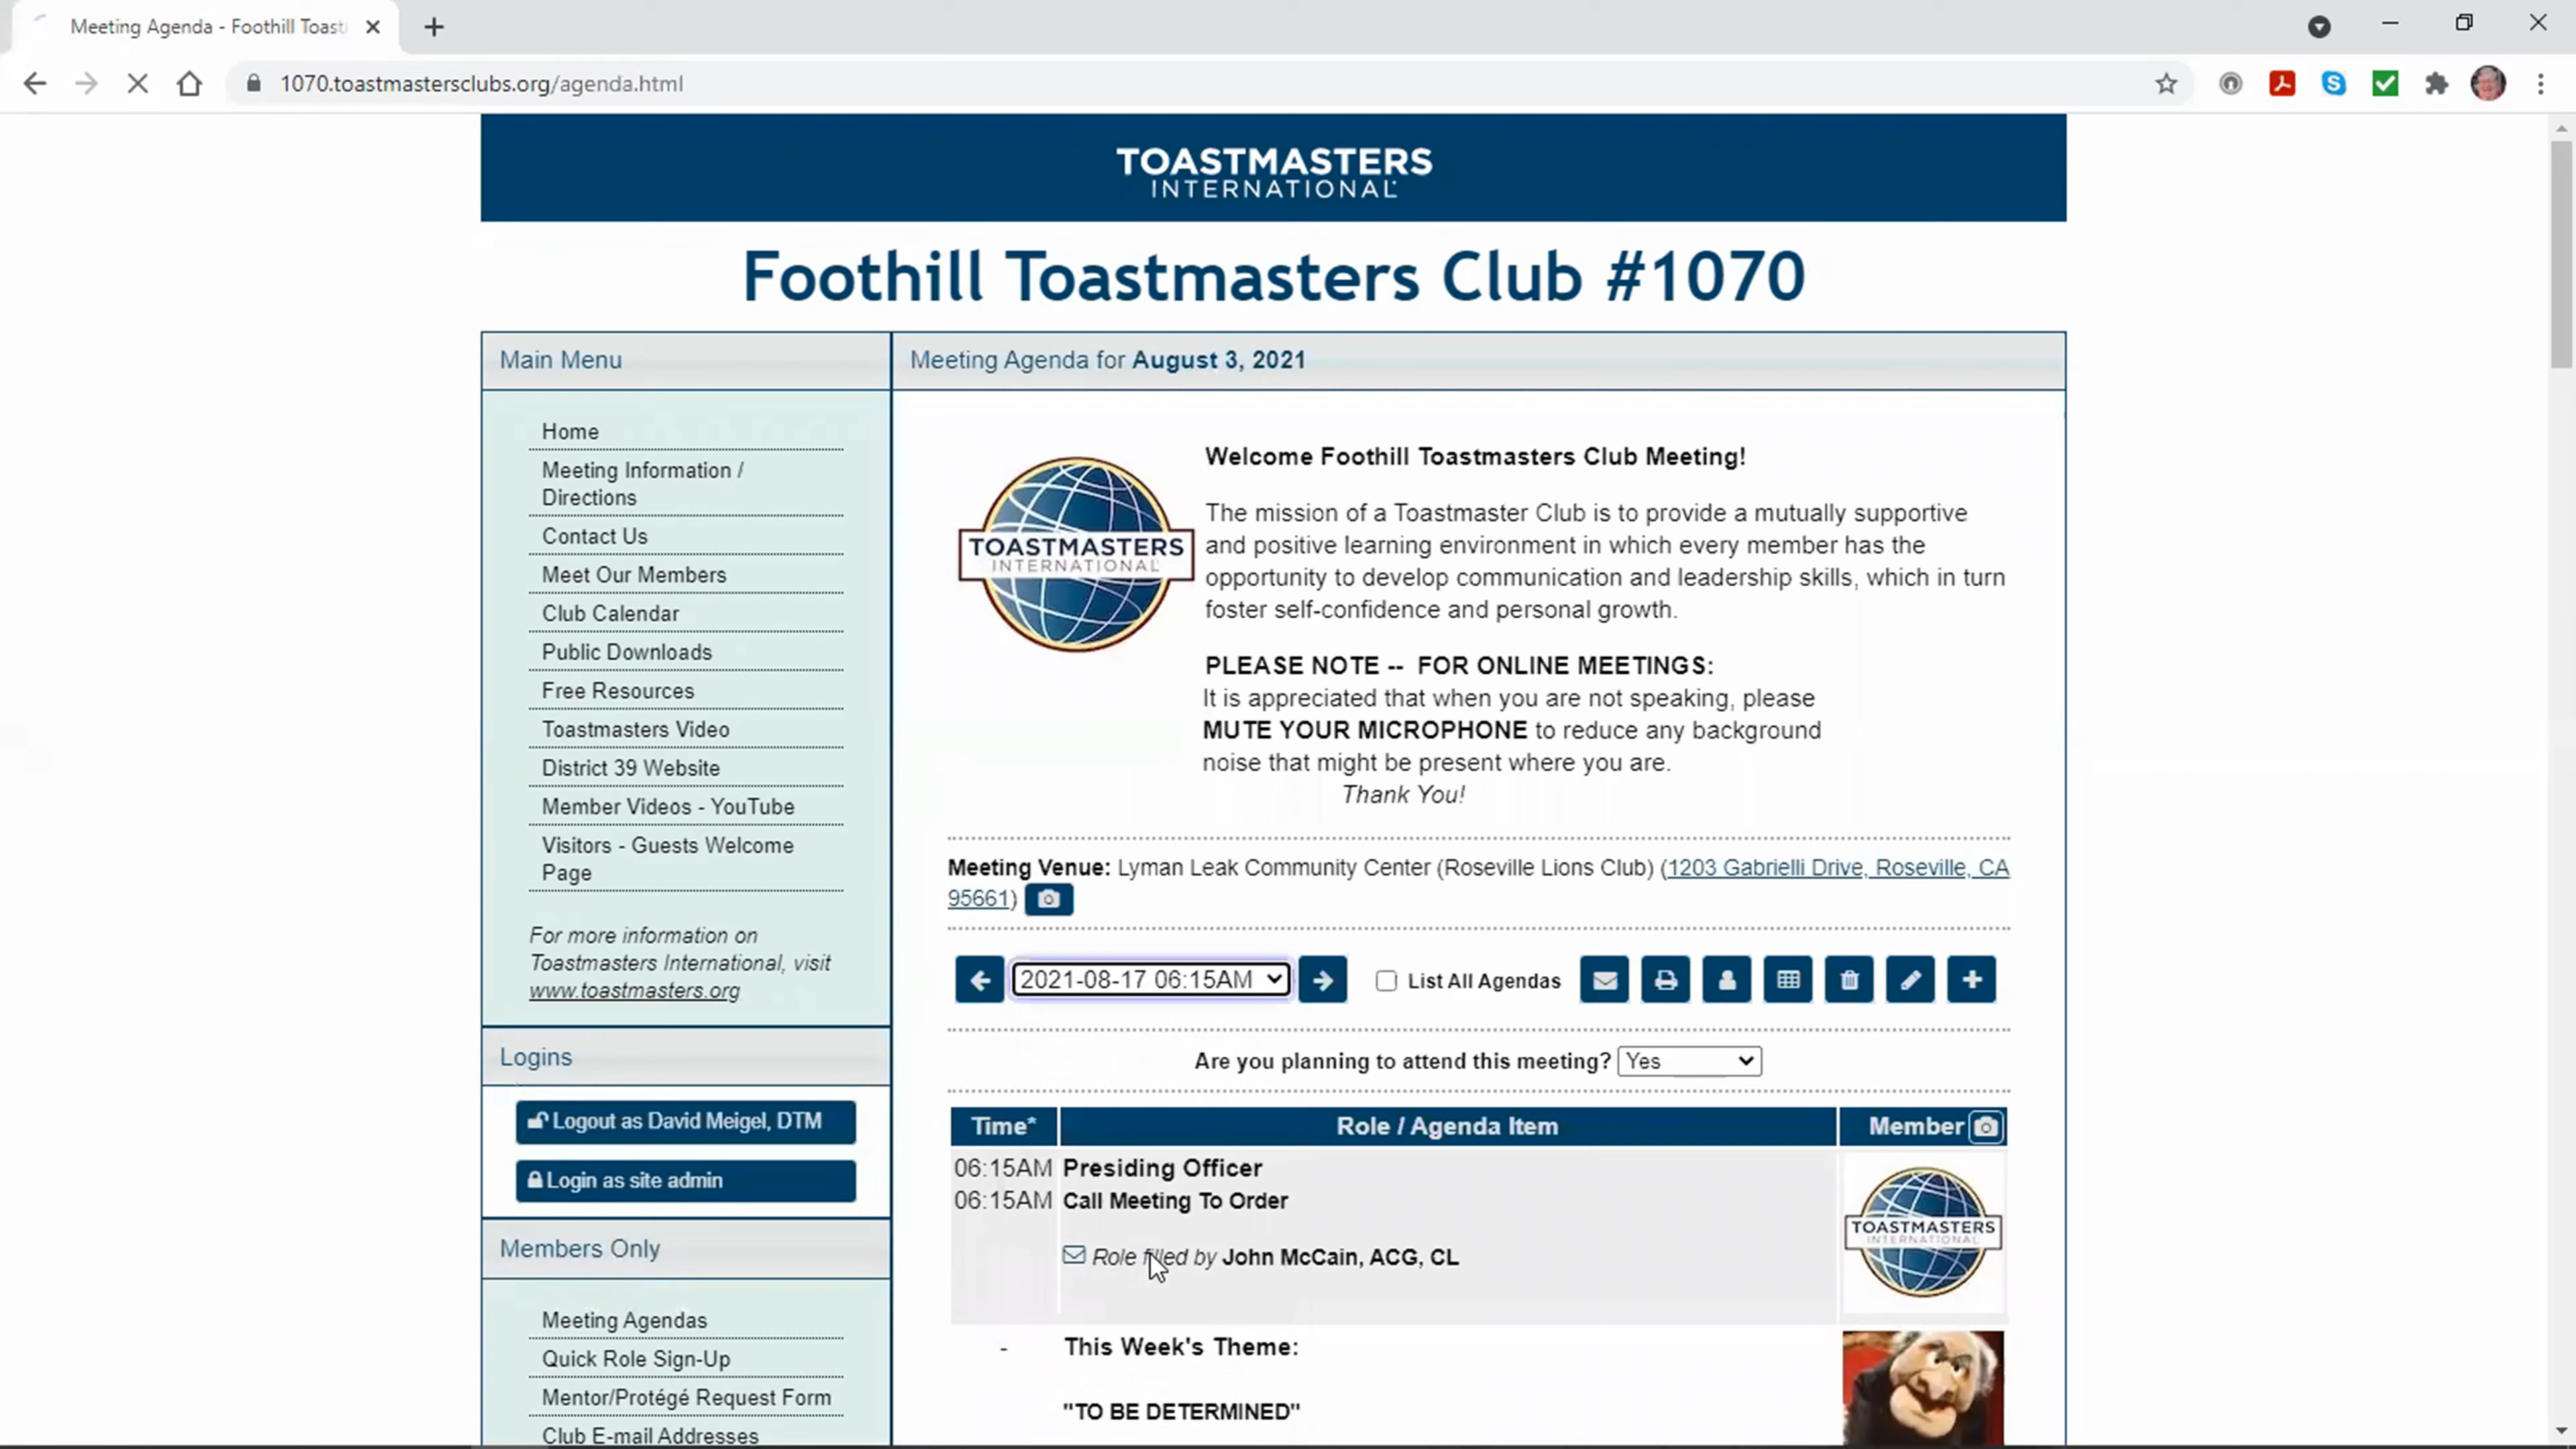 Meeting Agenda - Foothill Toast
1070.toastmastersclubs.org/agenda.html
TOASTMASTERS
INTERNATIONAL
Foothill Toastmasters Club #1070
Main Menu
Home
Meeting Information /
Directions
Contact Us
Meet Our Members
Club Calendar
Public Downloads
Free Resources
Toastmasters Video
District 39 Website
Member Videos - YouTube
Visitors - Guests Welcome
Page
For more information on
Toastmasters International, visit
www.toastmasters.org
Logins
Logout as David Meigel, DTM
Login as site admin
Members Only
Meeting Agendas
Quick Role Sign-Up
Mentor/Protégé Request Form
Club E-mail Addresses
Meeting Agenda for August 3, 2021
TOASTMASTERS
INTERNATIONAL
Welcome Foothill Toastmasters Club Meeting!
The mission of a Toastmaster Club is to provide a mutually supportive
and positive learning environment in which every member has the
opportunity to develop communication and leadership skills, which in turn
foster self-confidence and personal growth.
PLEASE NOTE -- FOR ONLINE MEETINGS:
It is appreciated that when you are not speaking, please
MUTE YOUR MICROPHONE to reduce any background
noise that might be present where you are.
Thank You!
Meeting Venue: Lyman Leak Community Center (Roseville Lions Club) (1203 Gabrielli Drive, Roseville, CA
95661)
2021-08-17 06:15AM
List All Agendas
Are you planning to attend this meeting? Yes
Time* Role / Agenda Item Member
06:15AM Presiding Officer
06:15AM Call Meeting To Order
Role filled by John McCain, ACG, CL
TOASTMASTERS
INTERNATIONAL
- This Week's Theme:
"TO BE DETERMINED"